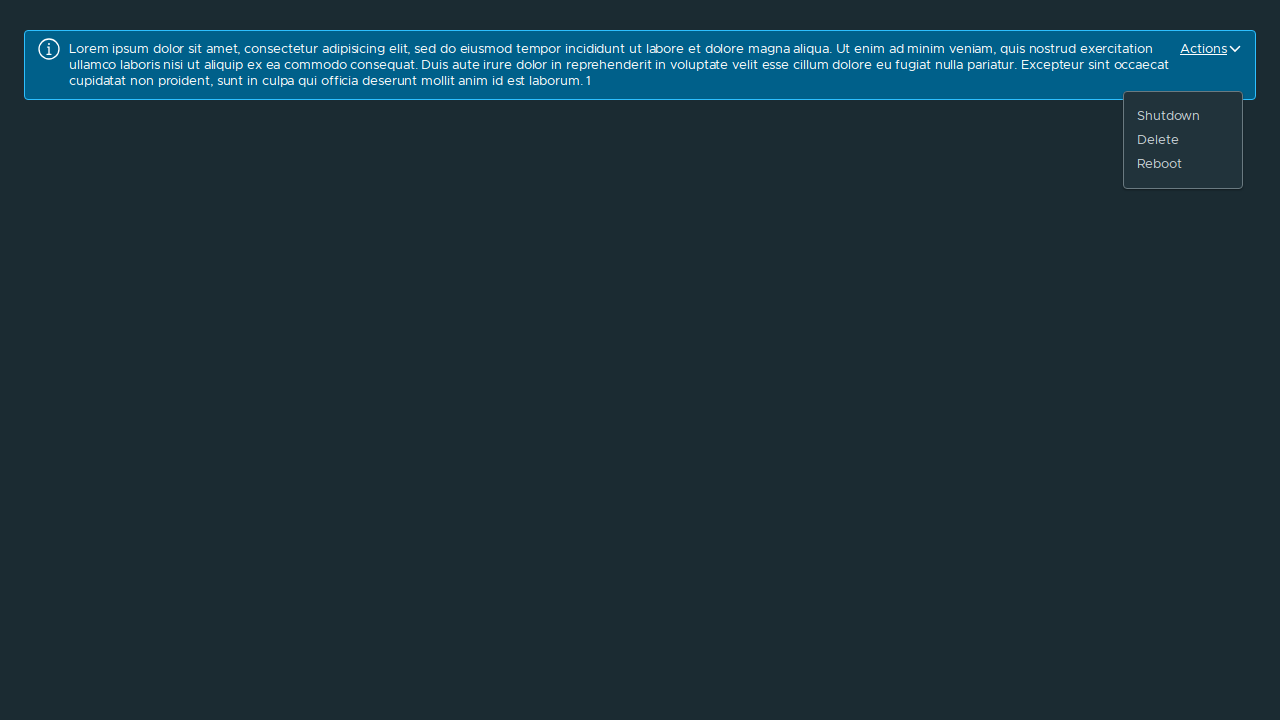 Lorem ipsum dolor sit amet, consectetur adipisicing elit, sed do eiusmod tempor incididunt ut labore et dolore magna aliqua. Ut enim ad minim veniam, quis nostrud exercitation
ullamco laboris nisi ut aliquip ex ea commodo consequat. Duis aute irure dolor in reprehenderit in voluptate velit esse cillum dolore eu fugiat nulla pariatur. Excepteur sint occaecat
cupidatat non proident, sunt in culpa qui officia deserunt mollit anim id est laborum. 1
Actions
Shutdown
Delete
Reboot